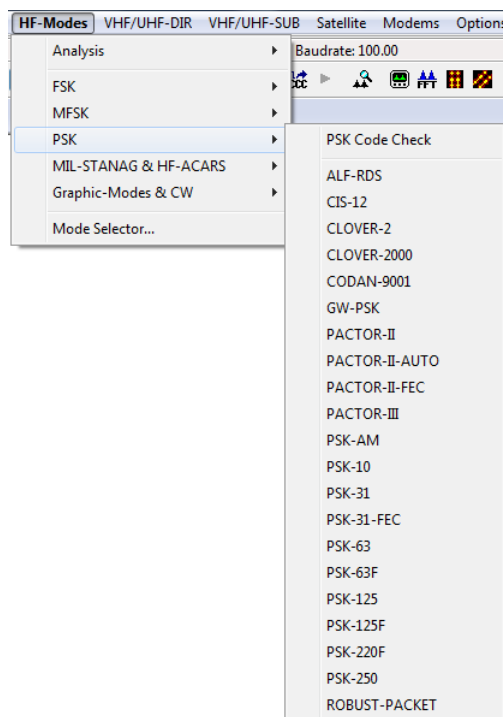 HF-Modes VHF/UHF-DIR VHF/UHF-SUB Satellite Modems Options
Analysis
Baudrate: 100.00
FSK
MFSK
PSK
MIL-STANAG & HF-ACARS
Graphic-Modes & CW
Mode Selector...
PSK Code Check
ALF-RDS
CIS-12
CLOVER-2
CLOVER-2000
CODAN-9001
GW-PSK
PACTOR-II
PACTOR-II-AUTO
PACTOR-II-FEC
PACTOR-III
PSK-AM
PSK-10
PSK-31
PSK-31-FEC
PSK-63
PSK-63F
PSK-125
PSK-125F
PSK-220F
PSK-250
ROBUST-PACKET